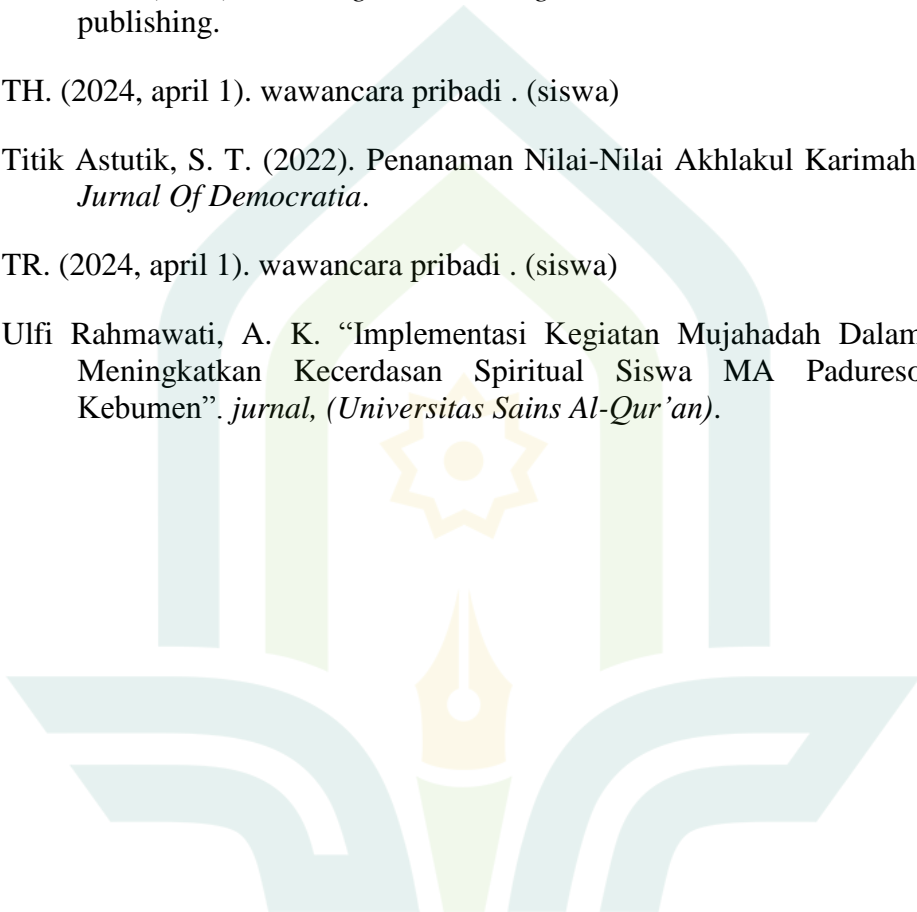 publishing.
TH. (2024, april 1). wawancara pribadi . (siswa)
Titik Astutik, S. T. (2022). Penanaman Nilai-Nilai Akhlakul Karimah
Jurnal Of Democratia.
TR. (2024, april 1). wawancara pribadi . (siswa)
Ulfi Rahmawati, A. K. “Implementasi Kegiatan Mujahadah Dalam
Meningkatkan Kecerdasan Spiritual Siswa MA Padureso
Kebumen”. jurnal, (Universitas Sains Al-Qur’an).